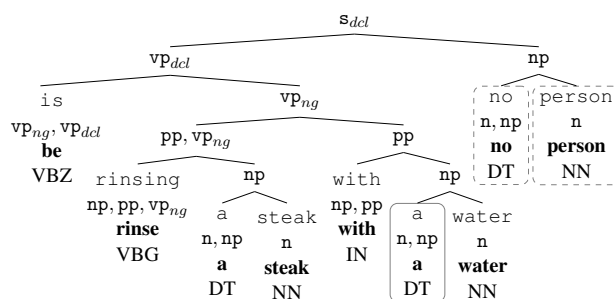 s_dcl
vp_dcl np
is vp_ng no person
vp_ng, vp_dcl pp, vp_ng pp n, np n
be no person
VBZ rinsing np with np DT NN
np, pp, vp_ng a steak np, pp a water
rinse n, np n with n, np n
VBG a steak IN a water
DT NN DT NN